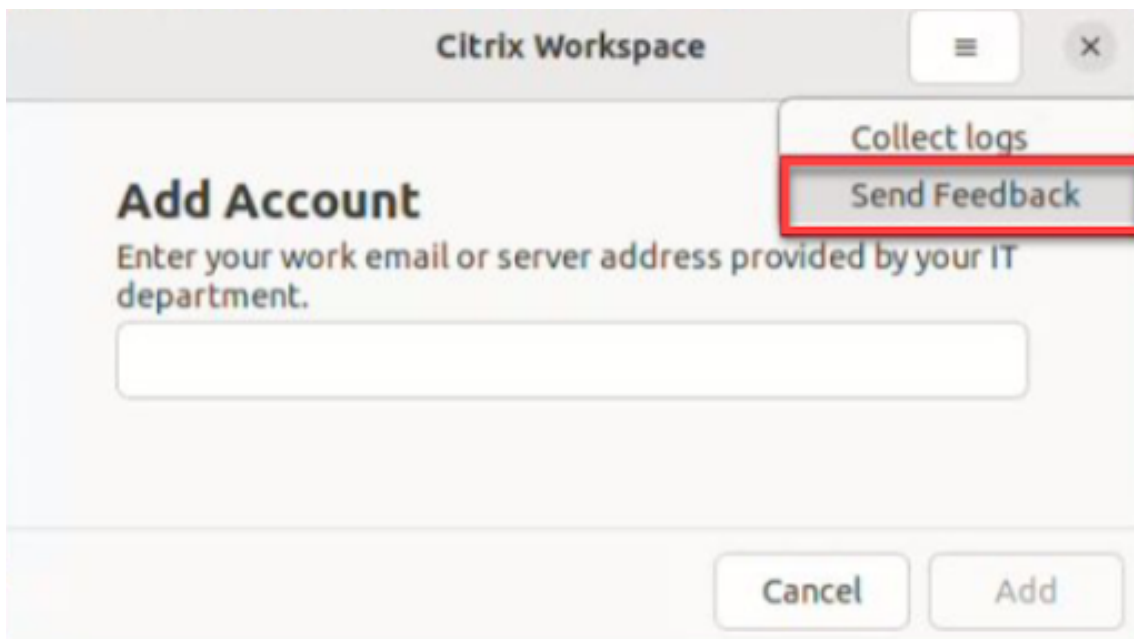 Citrix Workspace
Collect logs
Send Feedback
Add Account
Enter your work email or server address provided by your IT
department.
Cancel
Add